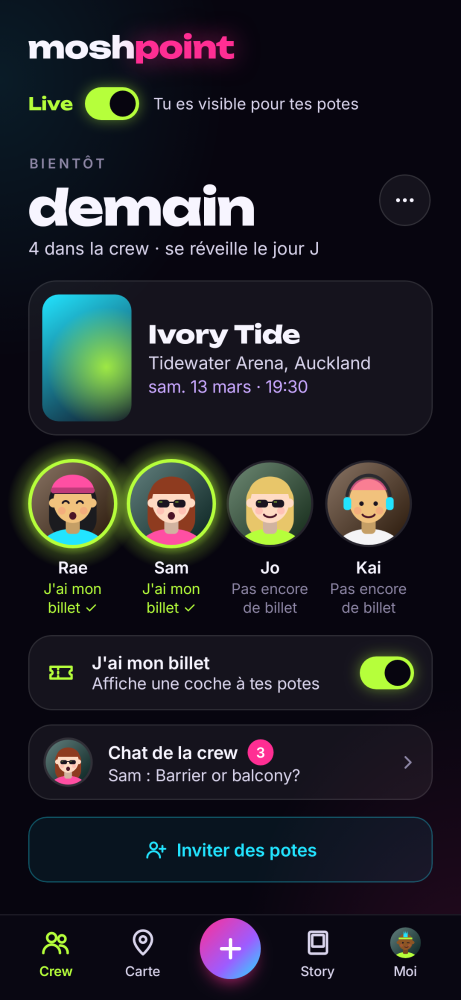 moshpoint
Live
Tu es visible pour tes potes
BIENTÔT
demain
4 dans la crew · se réveille le jour J
Ivory Tide
Tidewater Arena, Auckland
sam. 13 mars · 19:30
Rae
J'ai mon
billet ✓
Sam
J'ai mon
billet ✓
Jo
Pas encore
de billet
Kai
Pas encore
de billet
J'ai mon billet
Affiche une coche à tes potes
Chat de la crew 3
Sam : Barrier or balcony?
Inviter des potes
Crew
Carte
Story
Moi